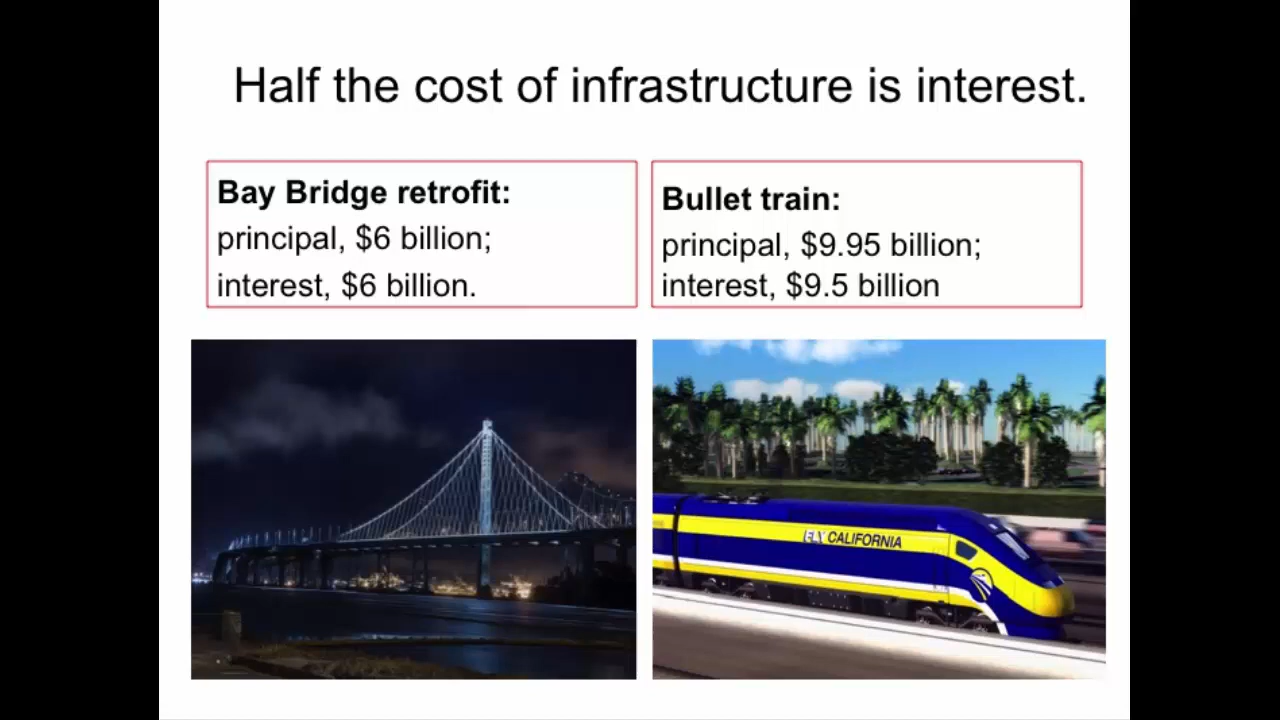 Half the cost of infrastructure is interest.
Bay Bridge retrofit:
principal, $6 billion;
interest, $6 billion.
Bullet train:
principal, $9.95 billion;
interest, $9.5 billion
FLY CALIFORNIA